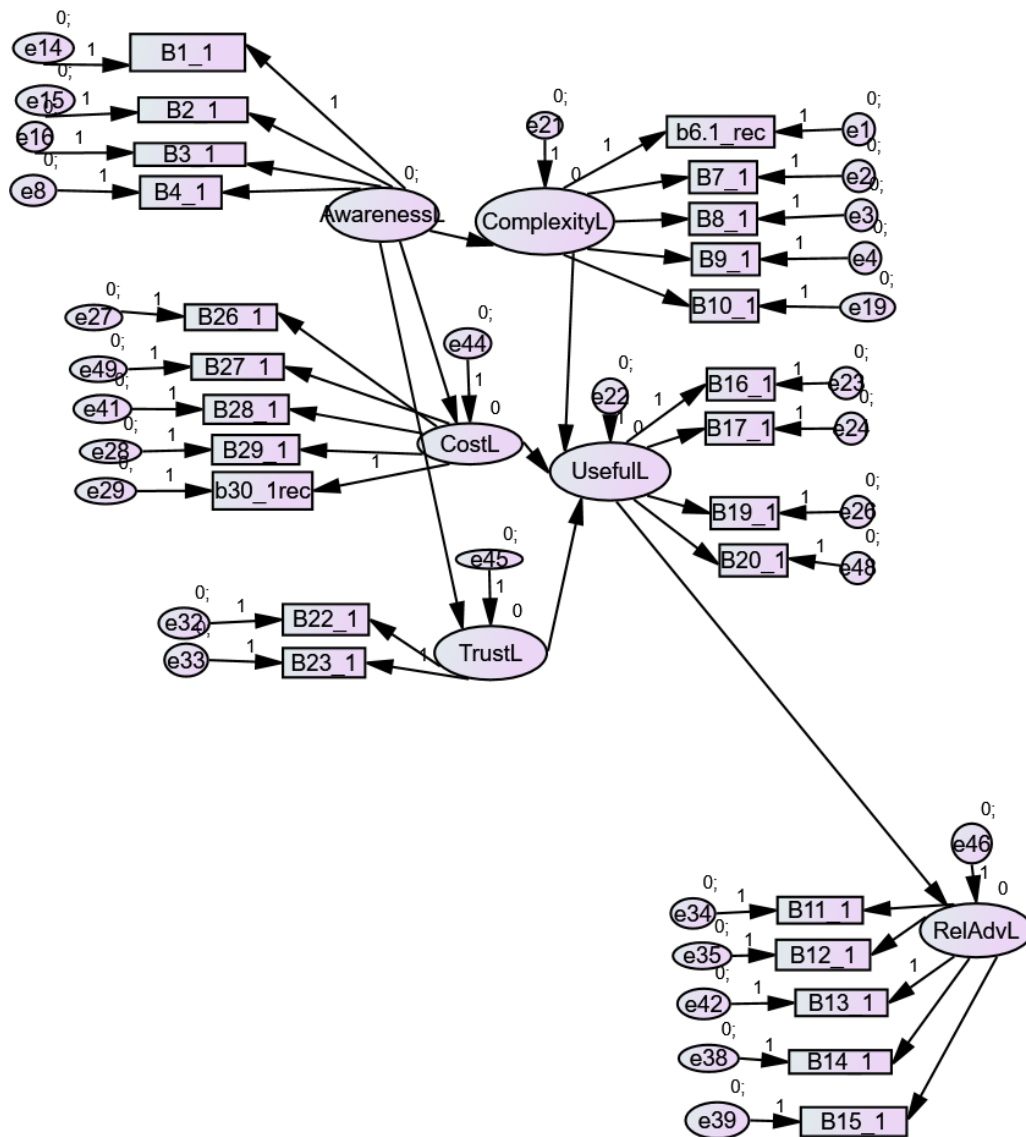 0;
e14
1
B1_1
0;
e15
1
B2_1
0;
e16
1
B3_1
0;
e8
1
B4_1
1
0;
AwarenessL
0;
e21
1
0
ComplexityL
1
b6.1_rec
1
0;
e1
B7_1
1
0;
e2
B8_1
1
0;
e3
B9_1
1
0;
e4
B10_1
1
0;
e19
0;
e27
1
B26_1
0;
e49
1
B27_1
0;
e41
1
B28_1
0;
e28
1
B29_1
0;
e29
1
b30_1rec
1
0;
e44
1
0
CostL
0;
e22
1
0
UsefulL
1
B16_1
1
0;
e23
B17_1
1
0;
e24
B19_1
1
0;
e26
B20_1
1
0;
e48
0;
e45
1
0
TrustL
0;
e32
1
B22_1
0;
e33
1
B23_1
1
0;
e46
1
0
RelAdvL
0;
e34
1
B11_1
0;
e35
1
B12_1
0;
e42
1
B13_1
1
0;
e38
1
B14_1
0;
e39
1
B15_1